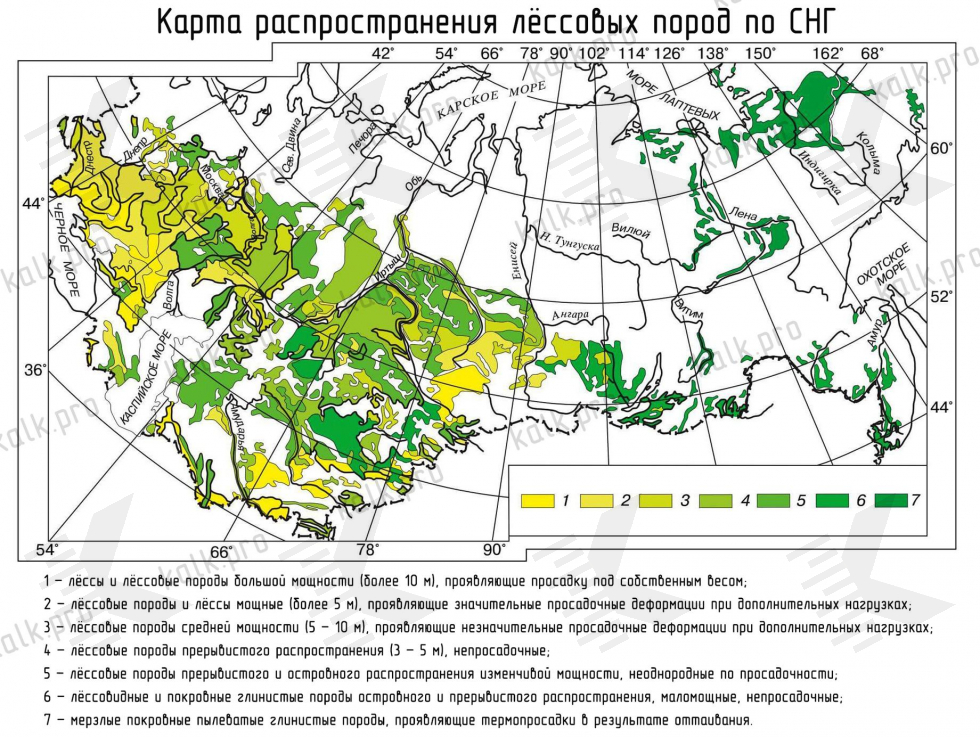 Карта распространения лёссовых пород по СНГ
42° 54° 66° 78° 90° 102° 114° 126° 138° 150° 162° 68°
МОРЕ ЛАПТЕВЫХ
КАРСКОЕ МОРЕ
Печера
Сев. Двина
Днепр
Днестр
Москва
Обь
Колыма
Индигирка
60°
44°
ЧЕРНОЕ МОРЕ
Лена
Вилюй
Н. Тунгуска
Енисей
Иртыш
ОХОТСКОЕ
МОРЕ
Волга
52°
Ангара
Витим
Амур
КАСПИЙСКОЕ МОРЕ
36°
Амударья
44°
1 2 3 4 5 6 7
54° 66° 78° 90°
1 – лёссы и лёссовые породы большой мощности (более 10 м), проявляющие просадку под собственным весом;
2 – лёссовые породы и лёссы мощные (более 5 м), проявляющие значительные просадочные деформации при дополнительных нагрузках;
3 – лёссовые породы средней мощности (5 – 10 м), проявляющие незначительные просадочные деформации при дополнительных нагрузках;
4 – лёссовые породы прерывистого распространения (3 – 5 м), непросадочные;
5 – лёссовые породы прерывистого и островного распространения изменчивой мощности, неоднородные по просадочности;
6 – лёссовидные и покровные глинистые породы островного и прерывистого распространения, маломощные, непросадочные;
7 – мерзлые покровные пылеватые глинистые породы, проявляющие термопросадки в результате оттаивания.
kalk.pro